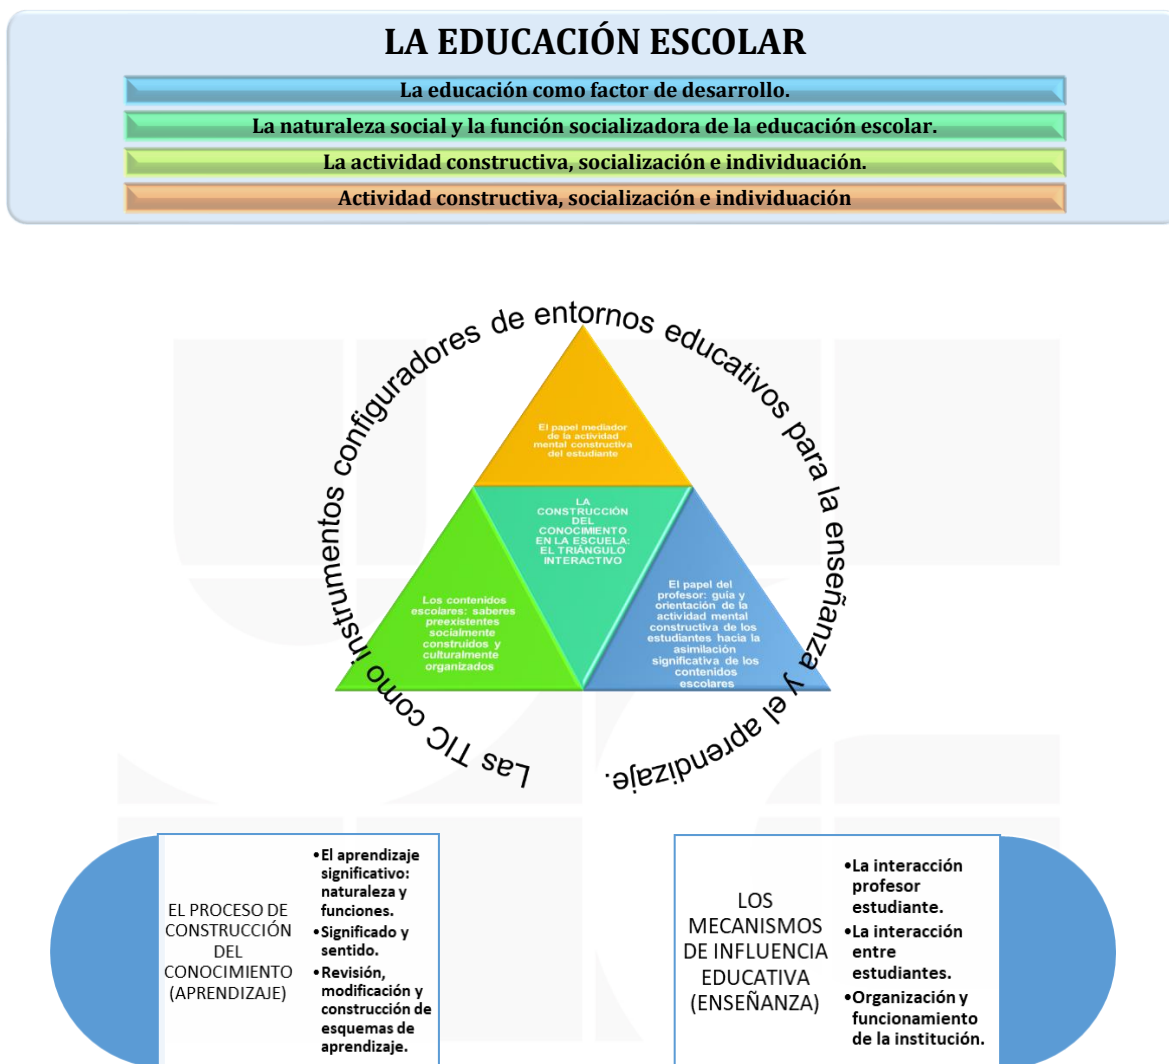 LA EDUCACIÓN ESCOLAR
La educación como factor de desarrollo.
La naturaleza social y la función socializadora de la educación escolar.
La actividad constructiva, socialización e individuación.
Actividad constructiva, socialización e individuación
Las TIC como instrumentos configuradores de entornos educativos para la enseñanza y el aprendizaje.
El papel mediador
de la actividad
mental constructiva
del estudiante
LA
CONSTRUCCIÓN
DEL
CONOCIMIENTO
EN LA ESCUELA:
EL TRIÁNGULO
INTERACTIVO
Los contenidos
escolares: saberes
preexistentes
socialmente
construidos y
culturalmente
organizados
El papel del
profesor: guía y
orientación de la
actividad mental
constructiva de los
estudiantes hacia la
asimilación
significativa de los
contenidos
escolares
EL PROCESO DE
CONSTRUCCIÓN
DEL
CONOCIMIENTO
(APRENDIZAJE)
•El aprendizaje
significativo:
naturaleza y
funciones.
•Significado y
sentido.
•Revisión,
modificación y
construcción de
esquemas de
aprendizaje.
LOS
MECANISMOS
DE INFLUENCIA
EDUCATIVA
(ENSEÑANZA)
•La interacción
profesor
estudiante.
•La interacción
entre
estudiantes.
•Organización y
funcionamiento
de la institución.